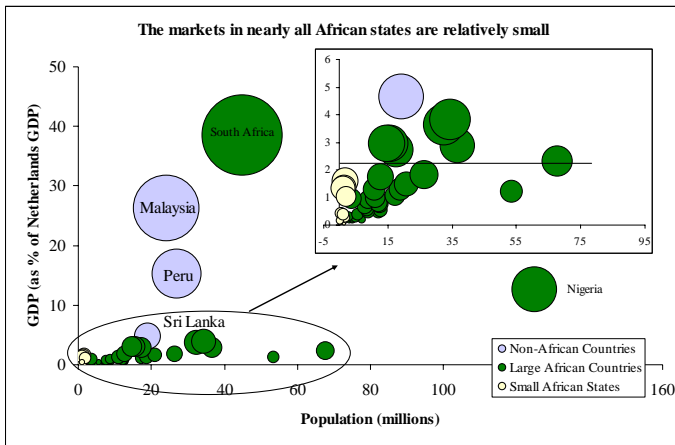 The markets in nearly all African states are relatively small
GDP (as % of Netherlands GDP)
50
40
30
20
10
0
0
20
40
60
80
100
160
Population (millions)
South Africa
Malaysia
Peru
Sri Lanka
Nigeria
6
5
4
3
2
1
0
-5
15
35
55
75
95
Non-African Countries
Large African Countries
Small African States